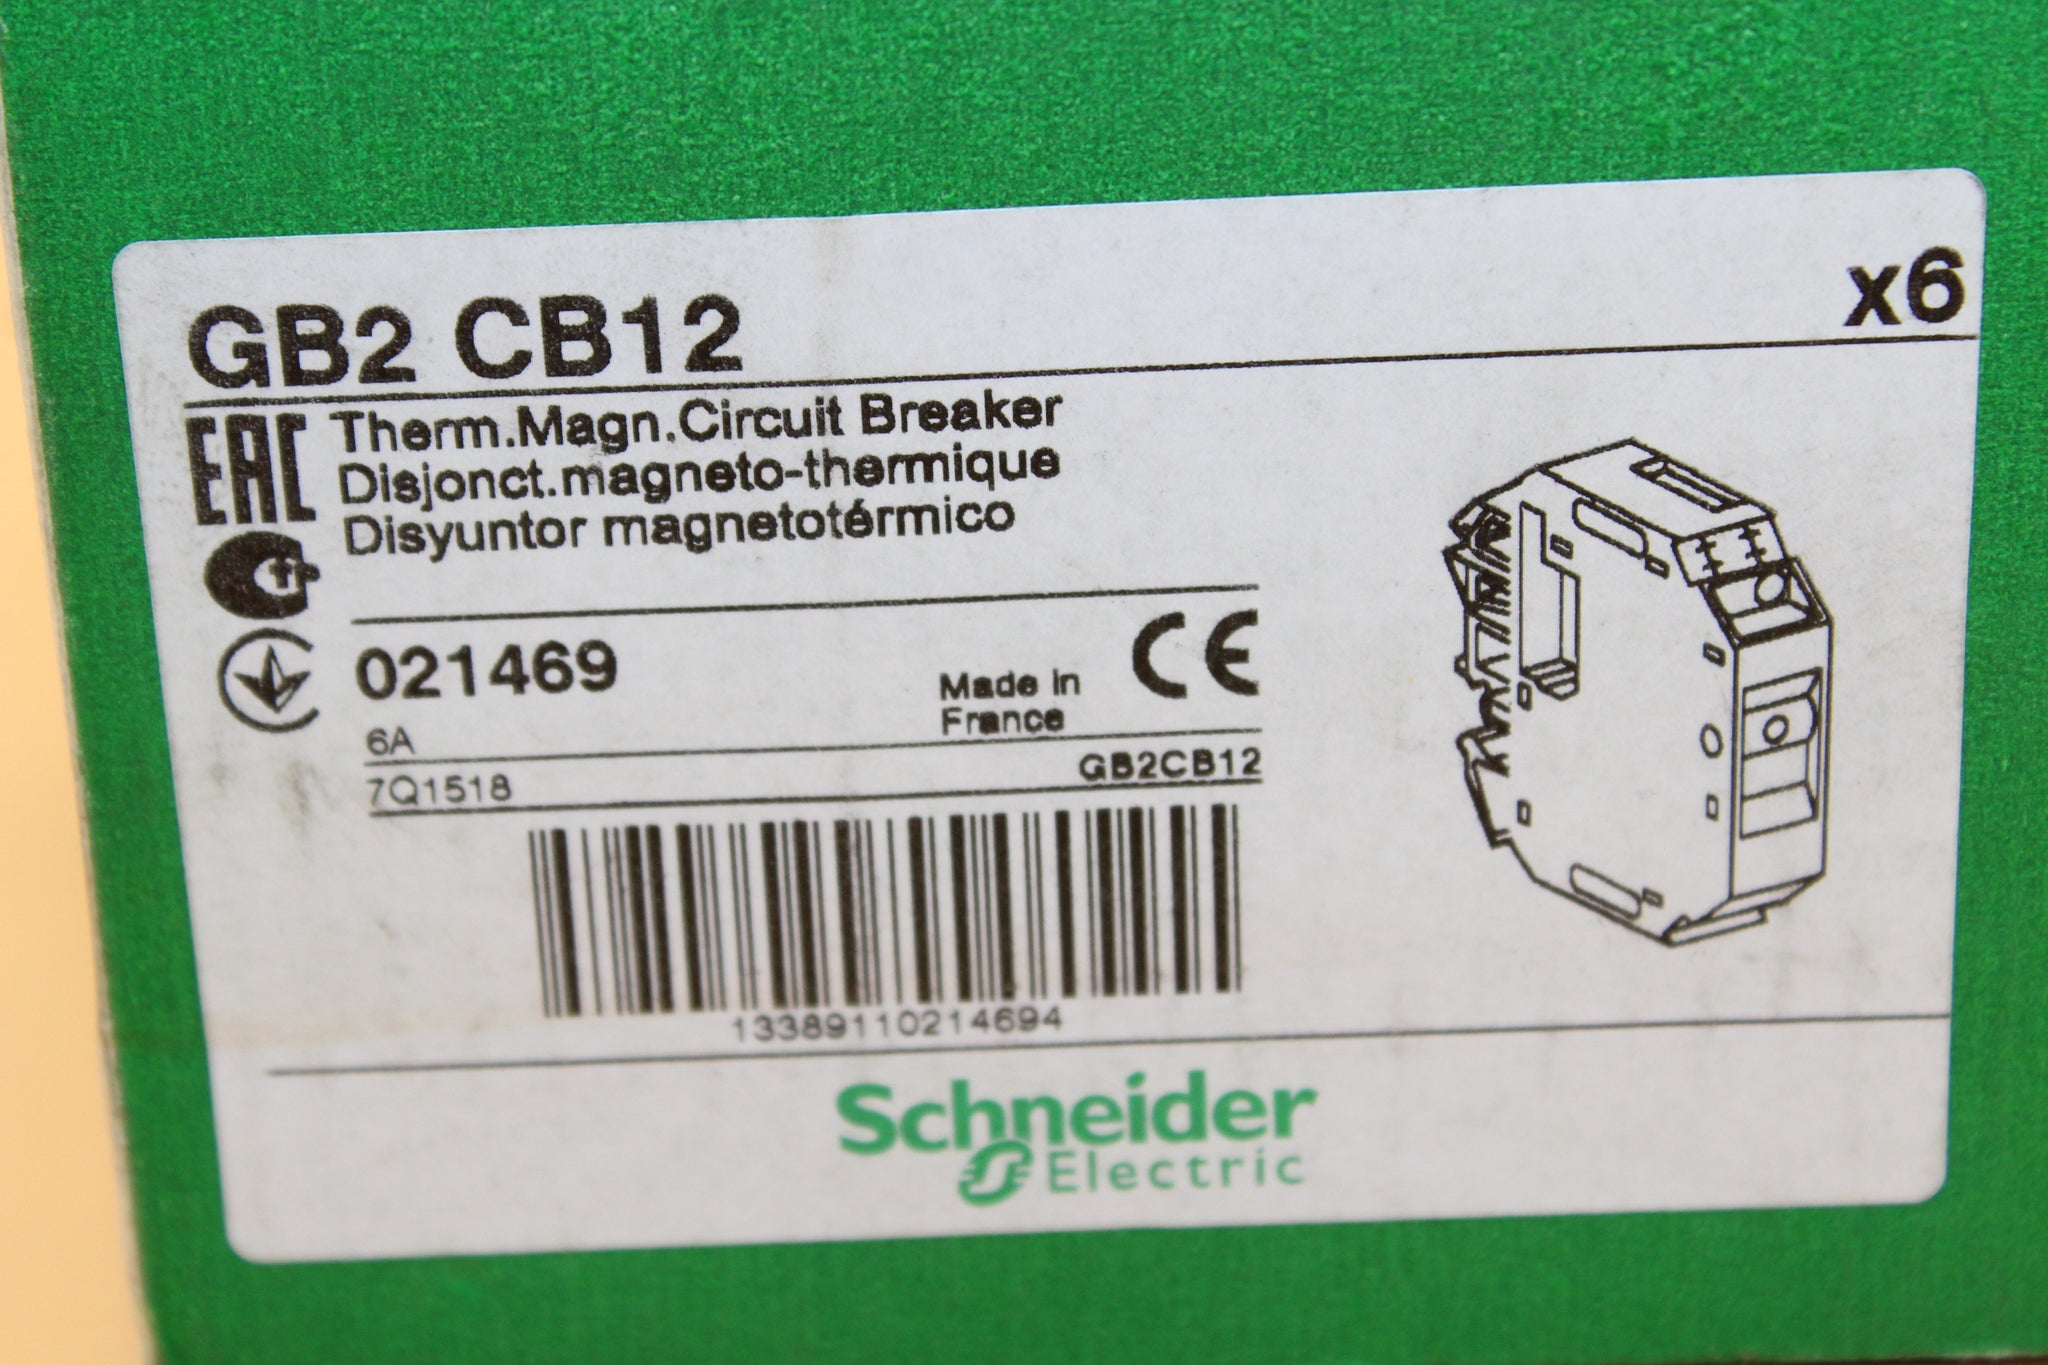 GB2 CB12
x6
EAC
Therm.Magn.Circuit Breaker
Disjonct.magneto-thermique
Disyuntor magnetotérmico
021469
Made in
France
CE
6A
7Q1518
GB2CB12
13389110214694
Schneider
Electric